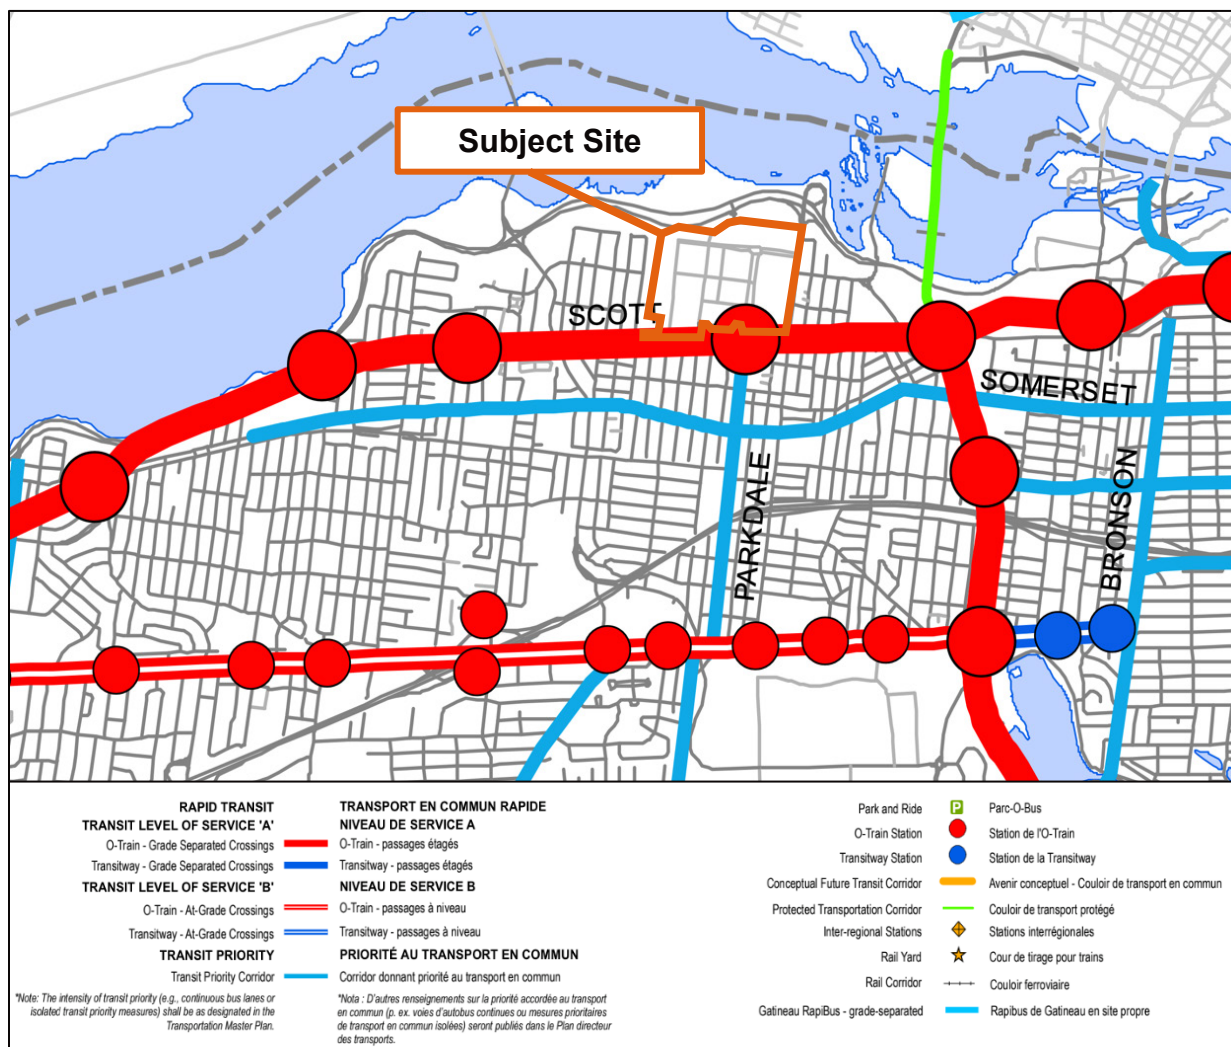 Subject Site
SCOTT
SOMERSET
PARKDALE
BRONSON
RAPID TRANSIT
TRANSIT LEVEL OF SERVICE 'A'
O-Train - Grade Separated Crossings
Transitway - Grade Separated Crossings
TRANSIT LEVEL OF SERVICE 'B'
O-Train - At-Grade Crossings
Transitway - At-Grade Crossings
TRANSIT PRIORITY
Transit Priority Corridor
*Note: The intensity of transit priority (e.g., continuous bus lanes or
isolated transit priority measures) shall be as designated in the
Transportation Master Plan.
TRANSPORT EN COMMUN RAPIDE
NIVEAU DE SERVICE A
O-Train - passages étagés
Transitway - passages étagés
NIVEAU DE SERVICE B
O-Train - passages à niveau
Transitway - passages à niveau
PRIORITÉ AU TRANSPORT EN COMMUN
Corridor donnant priorité au transport en commun
*Nota : D'autres renseignements sur la priorité accordée au transport
en commun (p. ex. voies d'autobus continues ou mesures prioritaires
de transport en commun isolées) seront publiés dans le Plan directeur
des transports.
Park and Ride P Parc-O-Bus
O-Train Station Station de l'O-Train
Transitway Station Station de la Transitway
Conceptual Future Transit Corridor Avenir conceptuel - Couloir de transport en commun
Protected Transportation Corridor Couloir de transport protégé
Inter-regional Stations Stations interrégionales
Rail Yard Cour de tirage pour trains
Rail Corridor Couloir ferroviaire
Gatineau RapiBus - grade-separated Rapibus de Gatineau en site propre